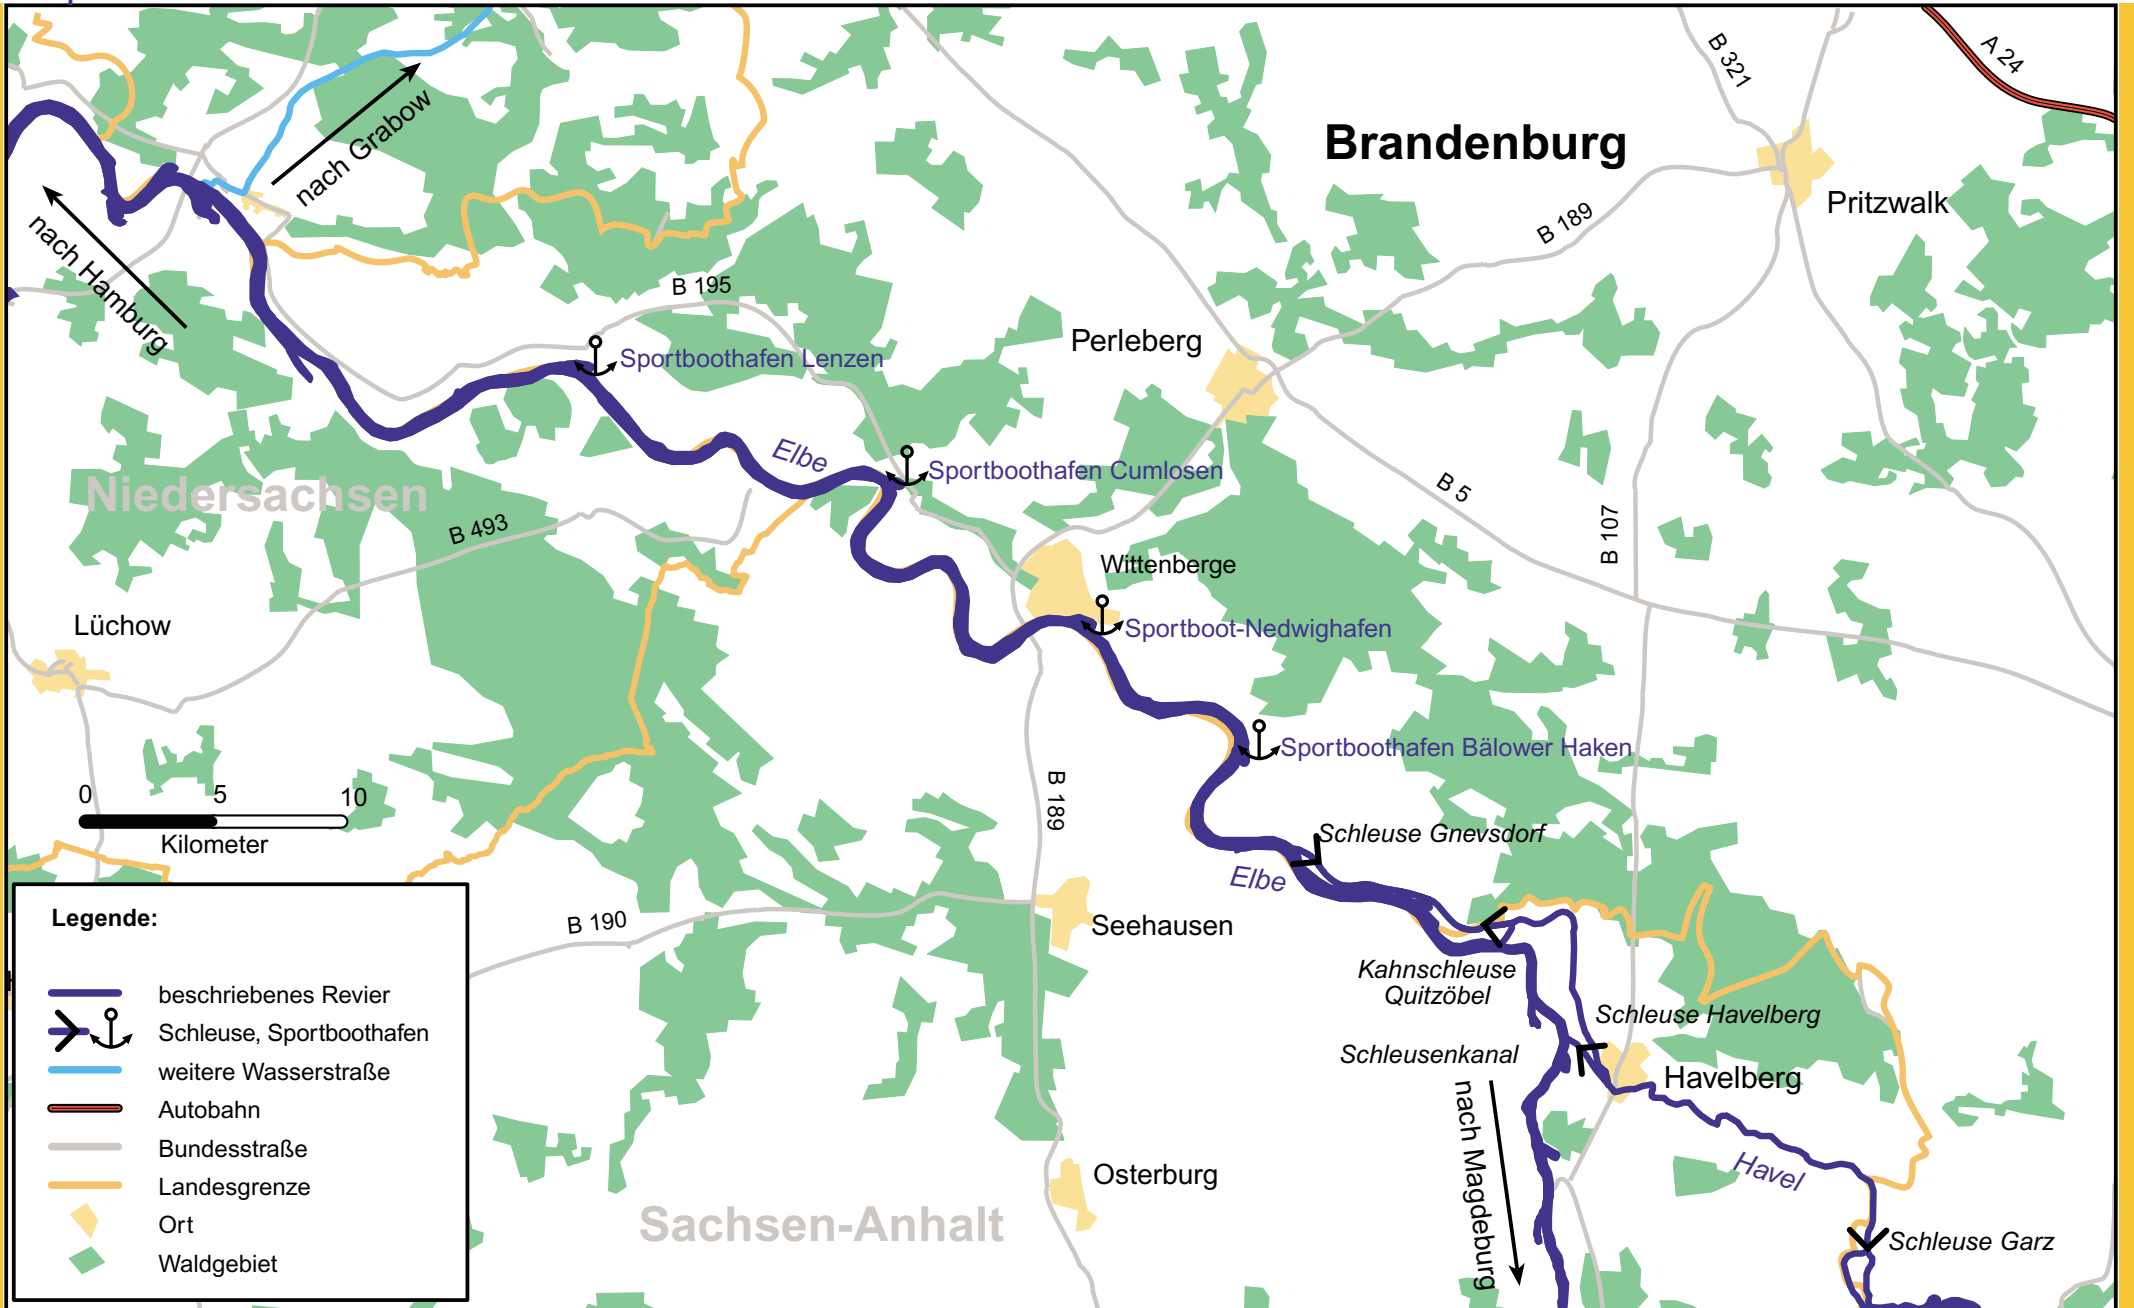 B 321
A 24
Brandenburg
nach Grabow
Pritzwalk
B 189
nach Hamburg
B 195
Perleberg
Sportboothafen Lenzen
Elbe
Sportboothafen Cumlosen
Niedersachsen
B 5
B 493
B 107
Wittenberge
Lüchow
Sportboot-Nedwighafen
Sportboothafen Bälower Haken
B 189
0 5 10
Kilometer
Schleuse Gnevsdorf
Elbe
B 190
Seehausen
Kahnschleuse
Quitzöbel
Schleuse Havelberg
Schleusenkanal
Havelberg
nach Magdeburg
Havel
Osterburg
Sachsen-Anhalt
Schleuse Garz
Legende:
beschriebenes Revier
Schleuse, Sportboothafen
weitere Wasserstraße
Autobahn
Bundesstraße
Landesgrenze
Ort
Waldgebiet